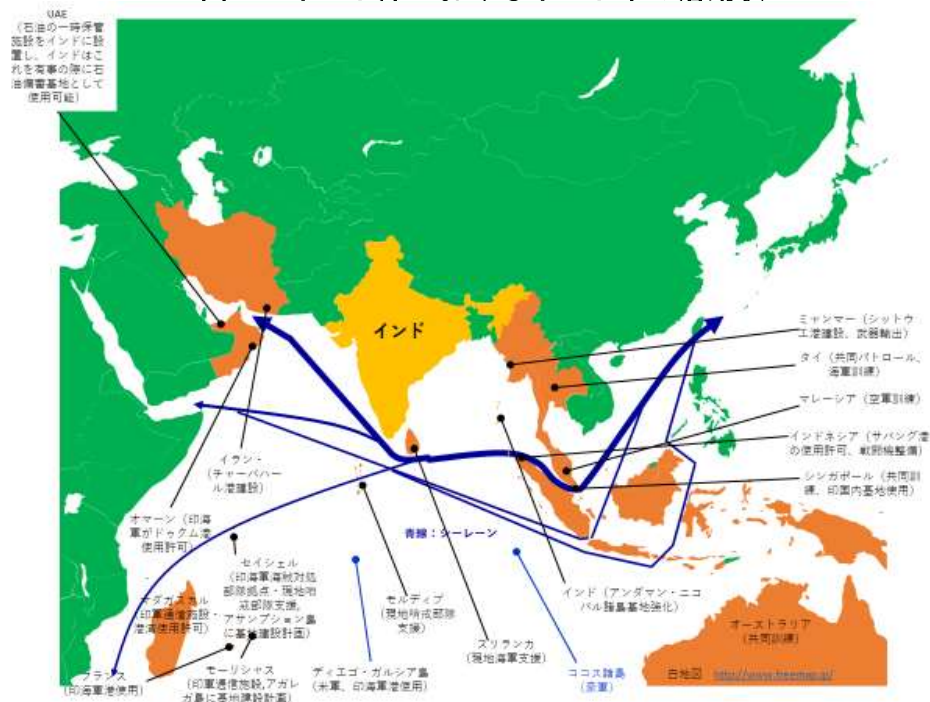 UAE
（石油の一時保管
施設をインドに設
置し、インドはこ
れを有事の際に石
油備蓄基地として
使用可能）
インド
ミャンマー（シットウ
エ港建設、武器輸出）
タイ（共同パトロール、
海軍訓練）
マレーシア（空軍訓練）
インドネシア（サバング港
の使用許可、戦闘機整備）
シンガポール（共同訓
練、印国内基地使用）
イラン・
（チャーバハー
ル港建設）
オマーン（印海
軍がドゥクム港
使用許可）
青線：シーレーン
セイシェル
（印海軍海賊対処
部隊拠点・現地哨
戒部隊支援,
アサンプション島
に基地建設計画）
マダガスカル
（印軍通信施設・
港湾使用許可）
フランス
（印海軍港使用）
モーリシャス
（印軍通信施設,アガレ
ガ島に基地建設計画）
ディエゴ・ガルシア島
（米軍、印海軍港使用）
モルディブ
（現地哨戒部隊
支援）
スリランカ
（現地海軍支援）
インド（アンダマン・ニコ
バル諸島基地強化）
ココス諸島
（豪軍）
オーストラリア
（共同訓練）
白地図 http://www.freemap.jp/